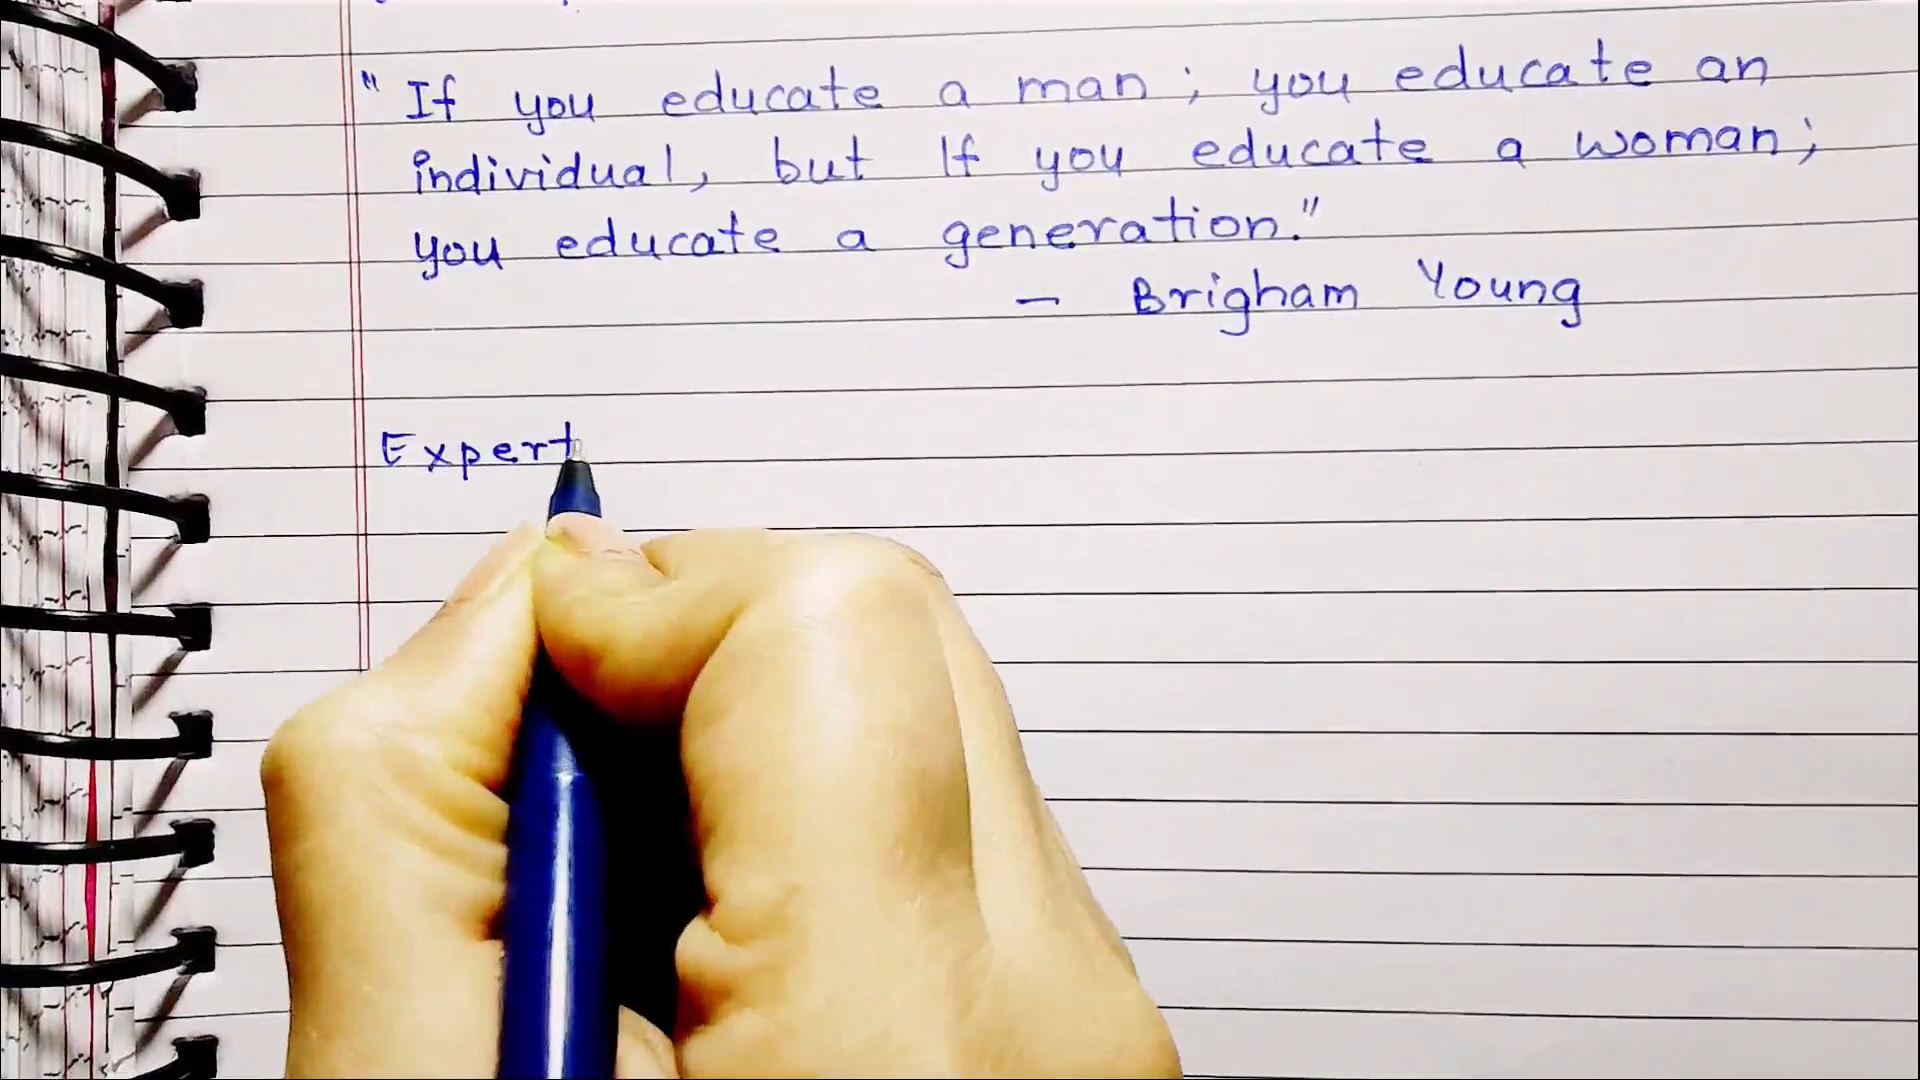 "If you educate a man; you educate an
individual, but If you educate a woman;
you educate a generation."
- Brigham Young
Expert